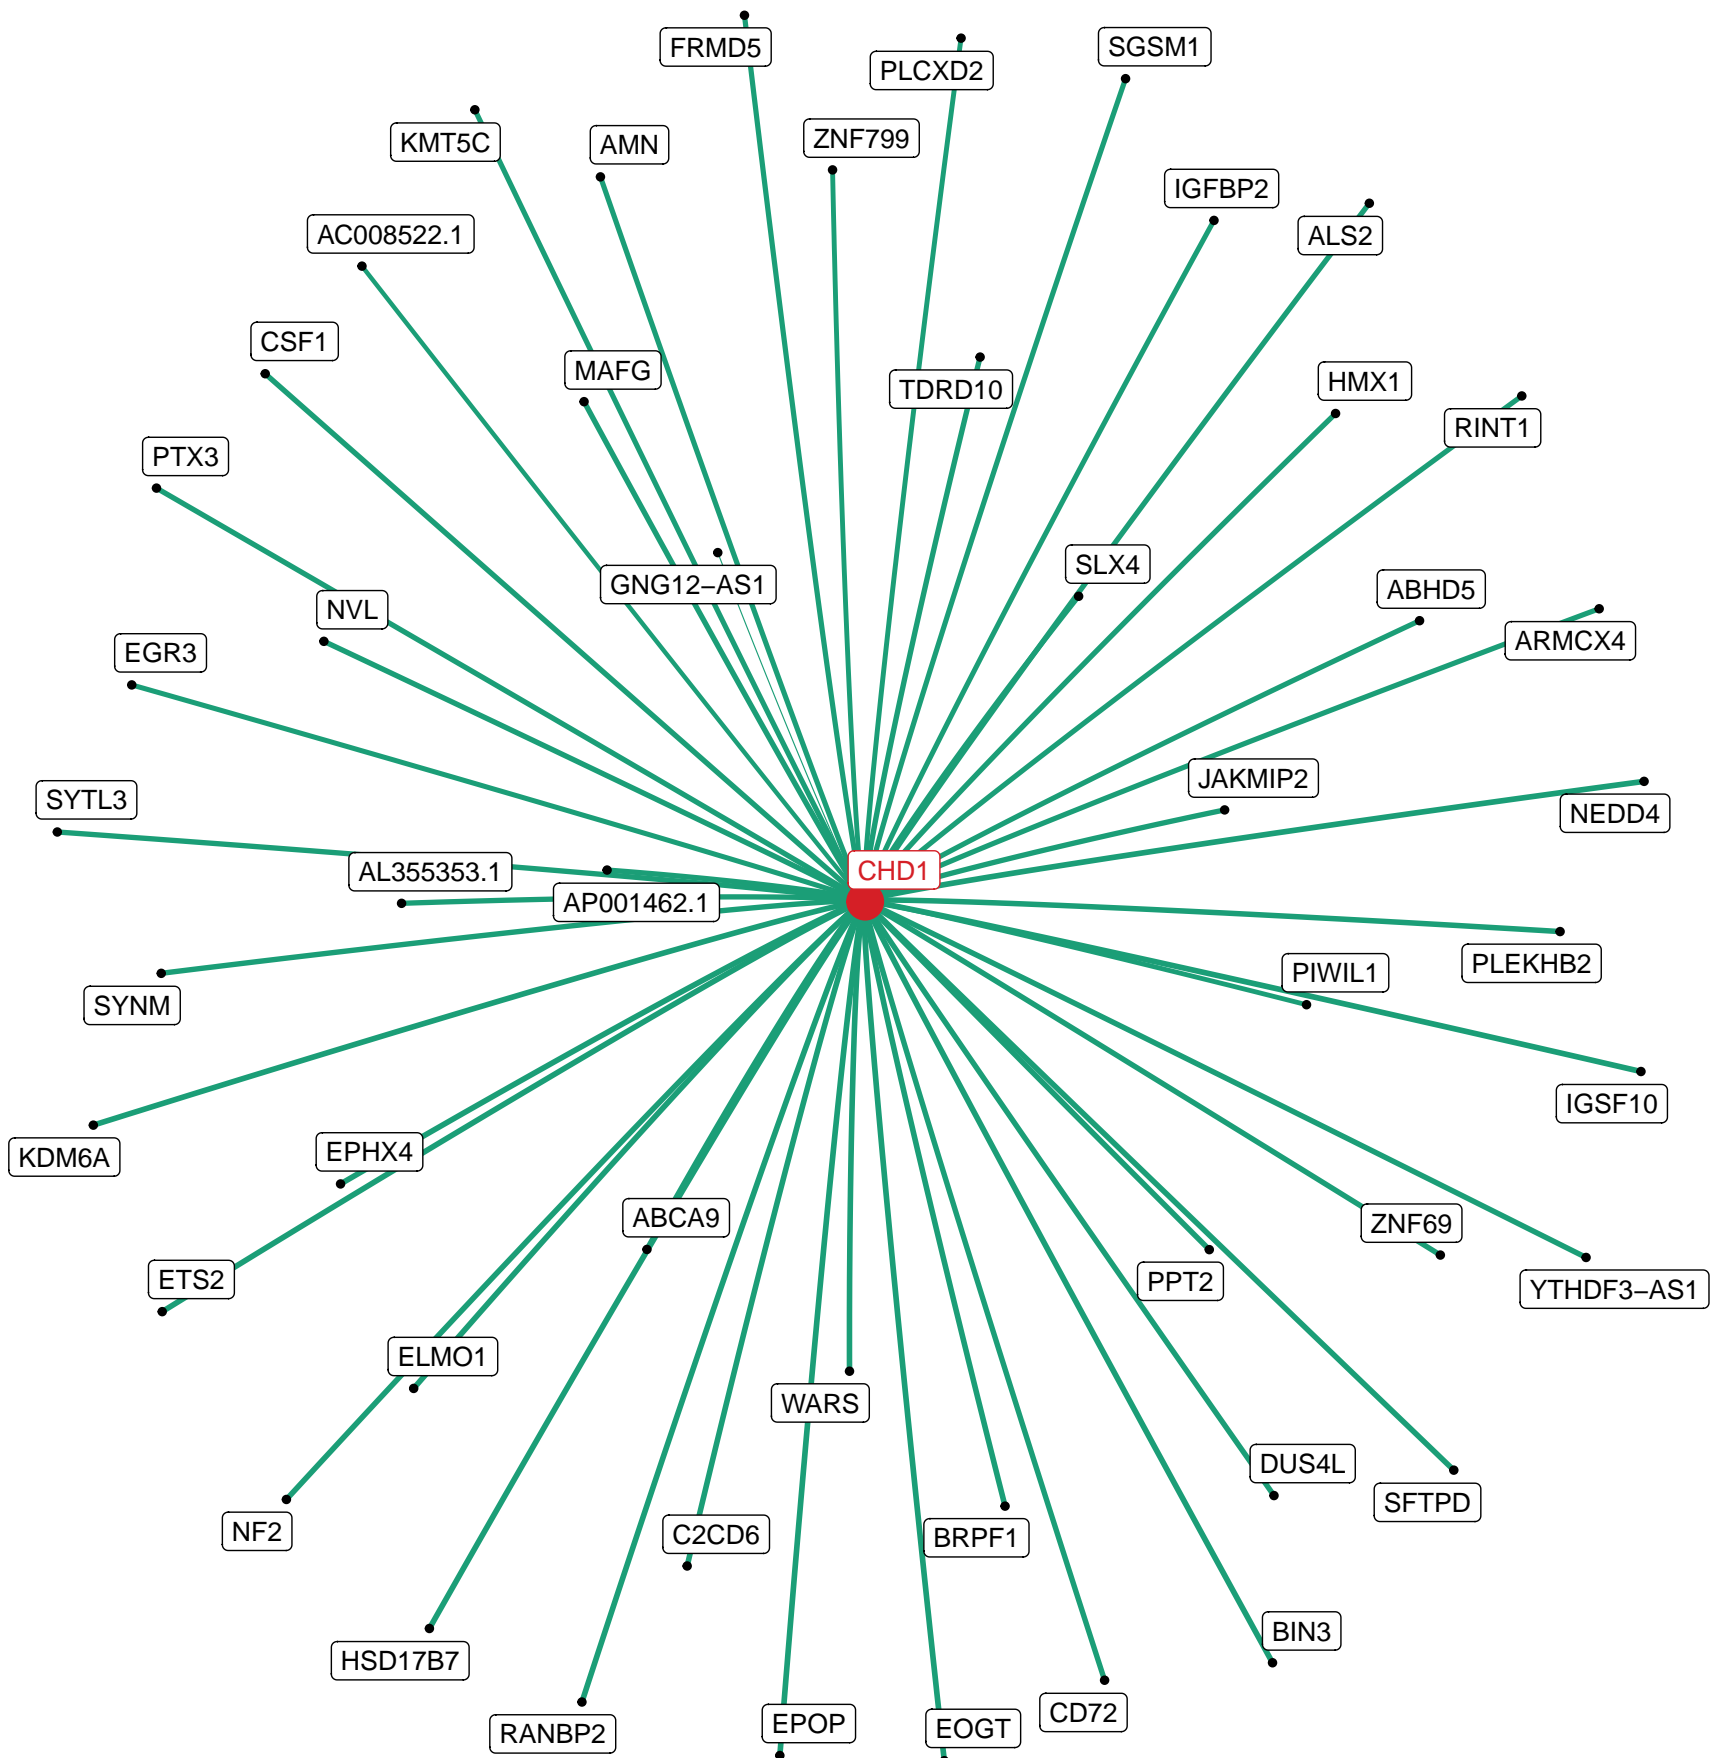 FRMD5
SGSM1
PLCXD2
ZNF799
KMT5C
AMN
IGFBP2
AC008522.1
ALS2
CSF1
MAFG
HMX1
TDRD10
RINT1
PTX3
SLX4
GNG12−AS1
ABHD5
NVL
ARMCX4
EGR3
JAKMIP2
SYTL3
NEDD4
CHD1
AL355353.1
AP001462.1
PLEKHB2
PIWIL1
SYNM
IGSF10
EPHX4
KDM6A
ABCA9
ZNF69
ETS2
PPT2
YTHDF3−AS1
ELMO1
WARS
DUS4L
SFTPD
NF2
C2CD6
BRPF1
BIN3
HSD17B7
CD72
EPOP
EOGT
RANBP2